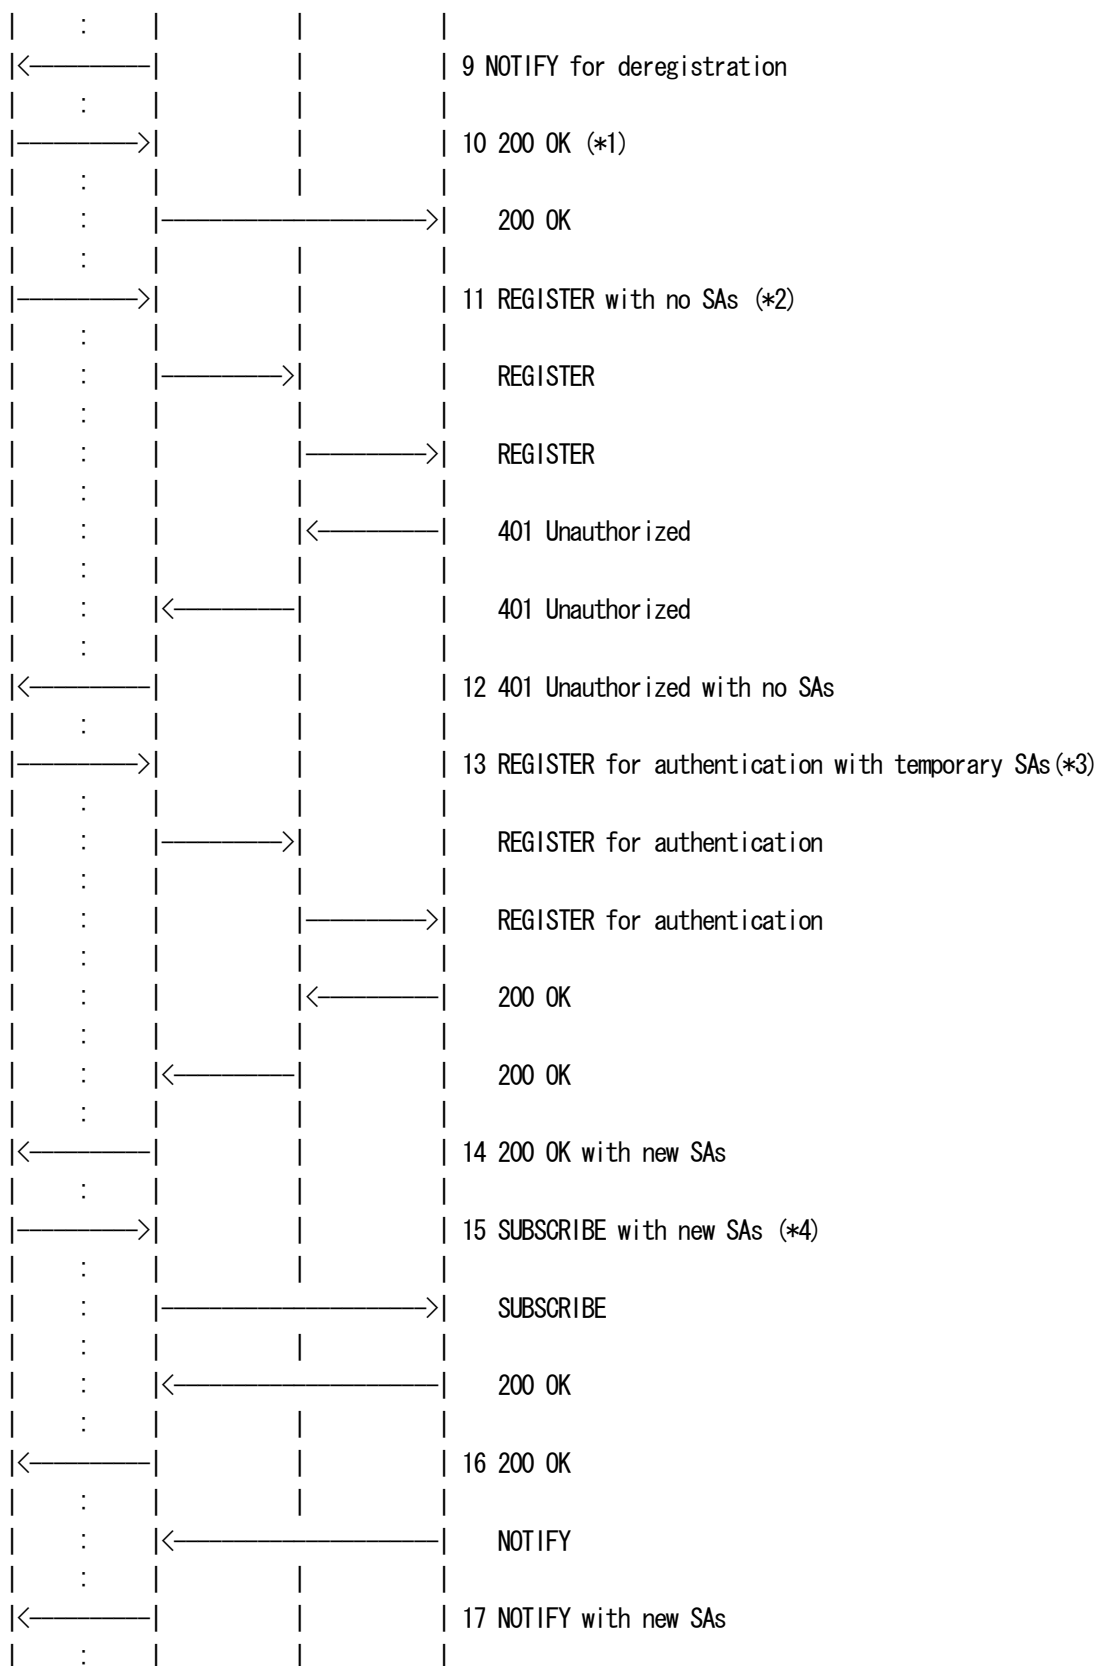 9 NOTIFY for deregistration
10 200 OK (*1)
200 OK
11 REGISTER with no SAs (*2)
REGISTER
REGISTER
401 Unauthorized
401 Unauthorized
12 401 Unauthorized with no SAs
13 REGISTER for authentication with temporary SAs(*3)
REGISTER for authentication
REGISTER for authentication
200 OK
200 OK
14 200 OK with new SAs
15 SUBSCRIBE with new SAs (*4)
SUBSCRIBE
200 OK
16 200 OK
NOTIFY
17 NOTIFY with new SAs